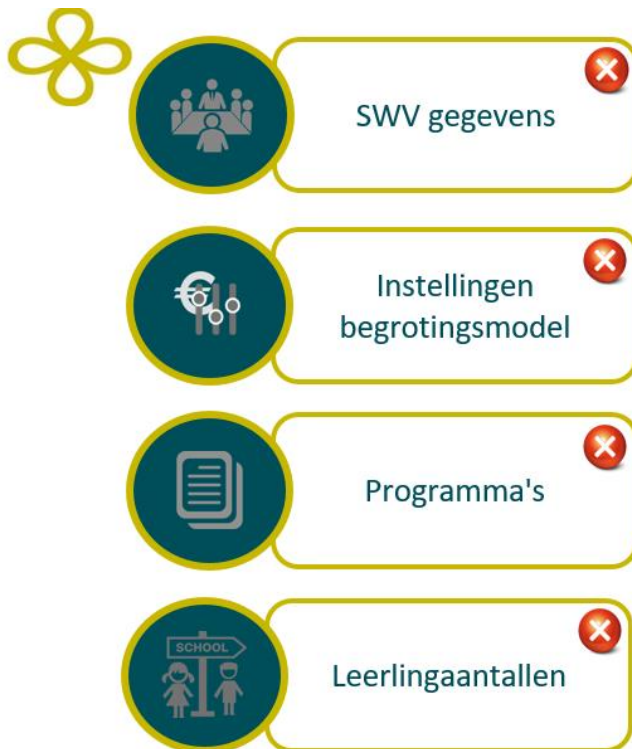 SWV gegevens
Instellingen
begrotingsmodel
Programma's
SCHOOL
Leerlingaantallen